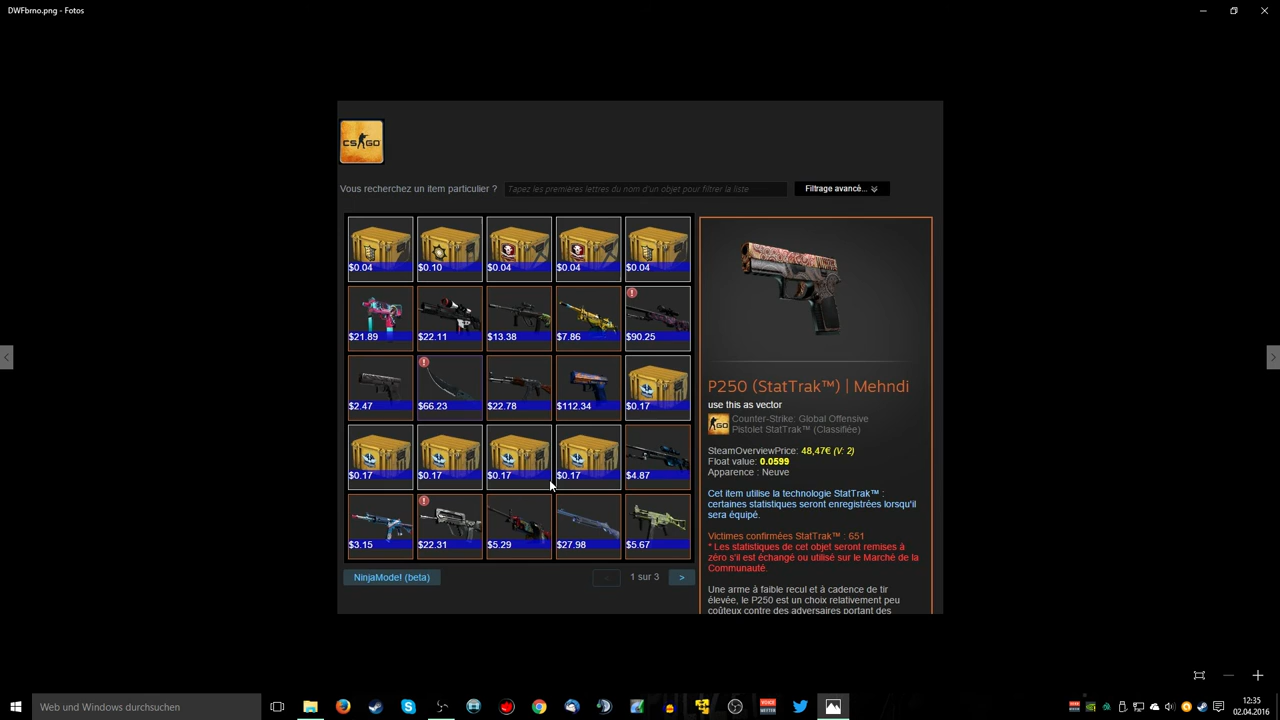 DWFbrno.png - Fotos
CS GO
Vous recherchez un item particulier ?
Tapez les premières lettres du nom d'un objet pour filtrer la liste
Filtrage avancé...
$0.04 $0.10 $0.04 $0.04 $0.04
$21.89 $22.11 $13.38 $7.86 $90.25
$2.47 $66.23 $22.78 $112.34 $0.17
$0.17 $0.17 $0.17 $0.17 $4.87
$3.15 $22.31 $5.29 $27.98 $5.67
NinjaMode! (beta)
< 1 sur 3 >
P250 (StatTrak™) | Mehndi
use this as vector
GO
Counter-Strike: Global Offensive
Pistolet StatTrak™ (Classifiée)
SteamOverviewPrice: 48,47€ (V: 2)
Float value: 0.0599
Apparence : Neuve
Cet item utilise la technologie StatTrak™ :
certaines statistiques seront enregistrées lorsqu'il
sera équipé.
Victimes confirmées StatTrak™ : 651
* Les statistiques de cet objet seront remises à
zéro s'il est échangé ou utilisé sur le Marché de la
Communauté.
Une arme à faible recul et à cadence de tir
élevée, le P250 est un choix relativement peu
coûteux contre des adversaires portant des
Web und Windows durchsuchen
12:35
02.04.2016